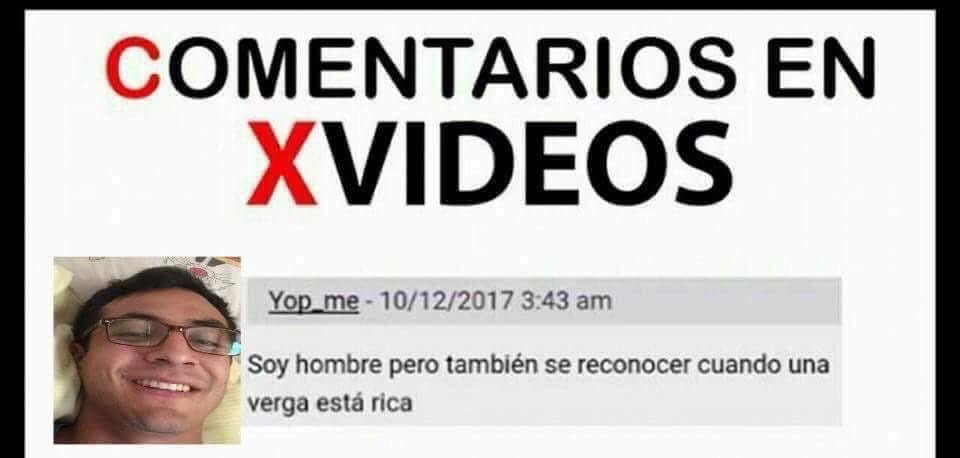 COMENTARIOS EN
XVIDEOS
Yop_me - 10/12/2017 3:43 am
Soy hombre pero también se reconocer cuando una
verga está rica